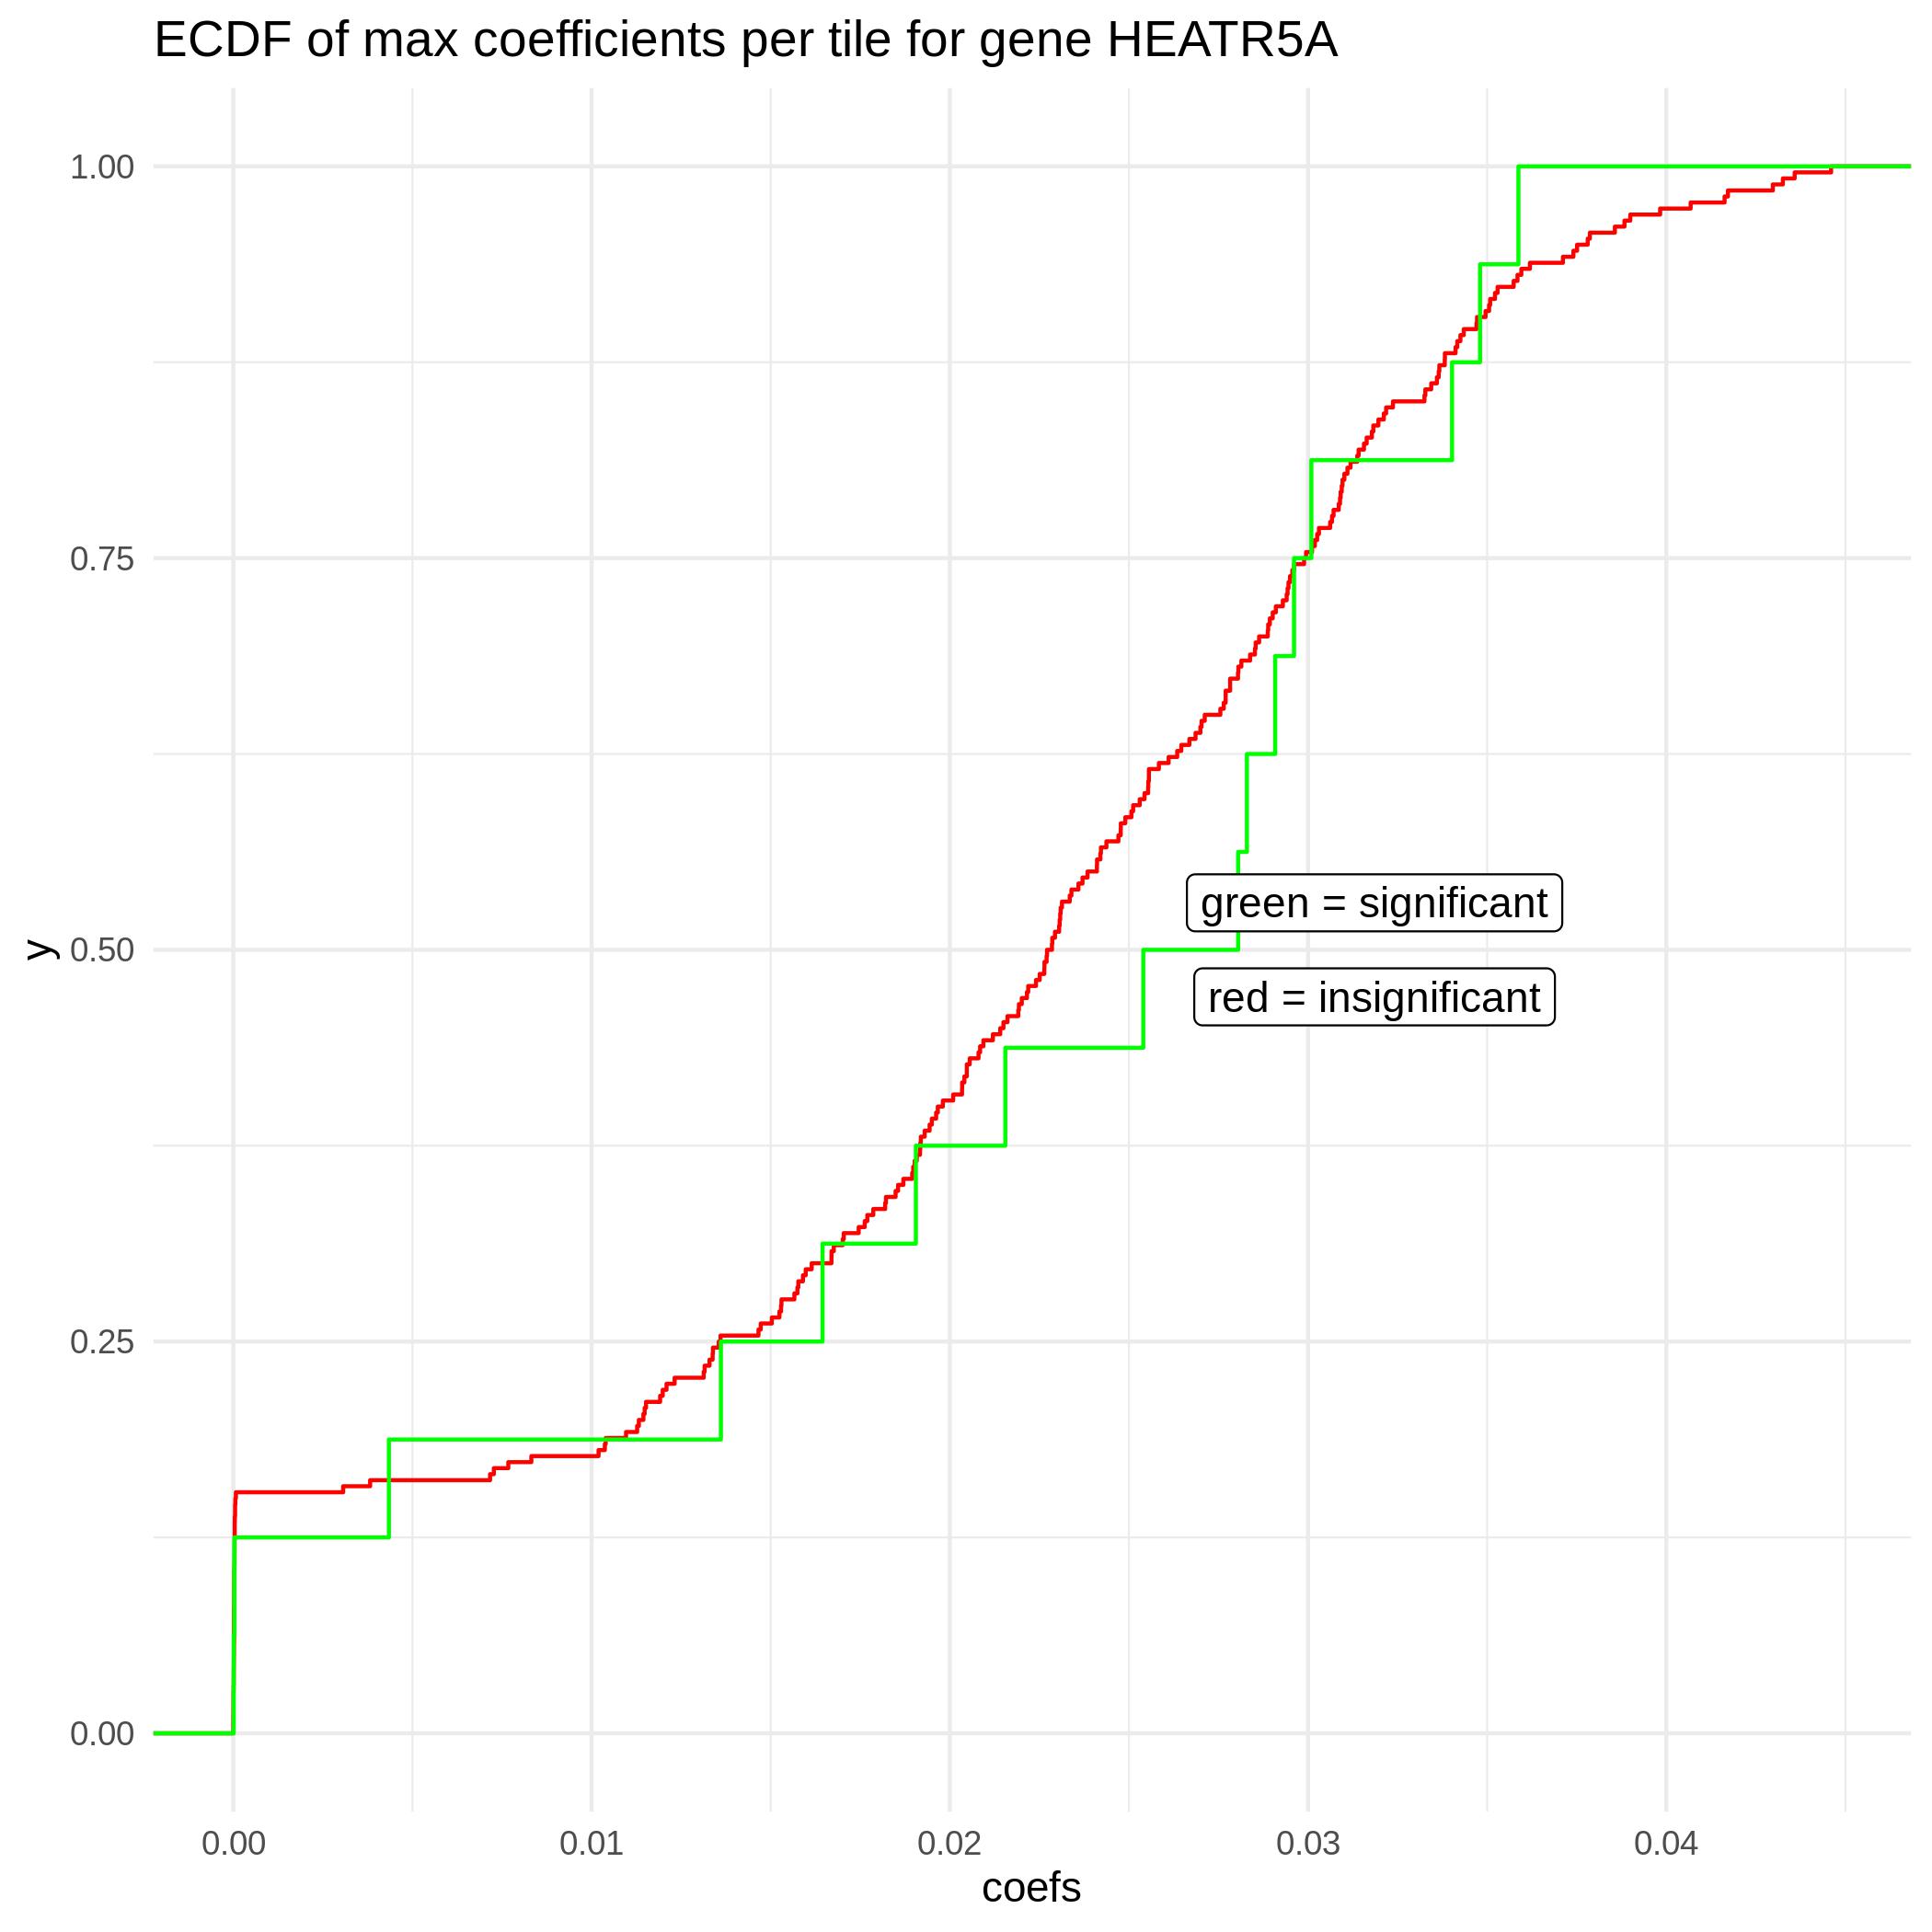 ECDF of max coefficients per tile for gene HEATR5A
1.00
0.75
0.50
0.25
0.00
y
green = significant
red = insignificant
0.00 0.01 0.02 0.03 0.04
coefs